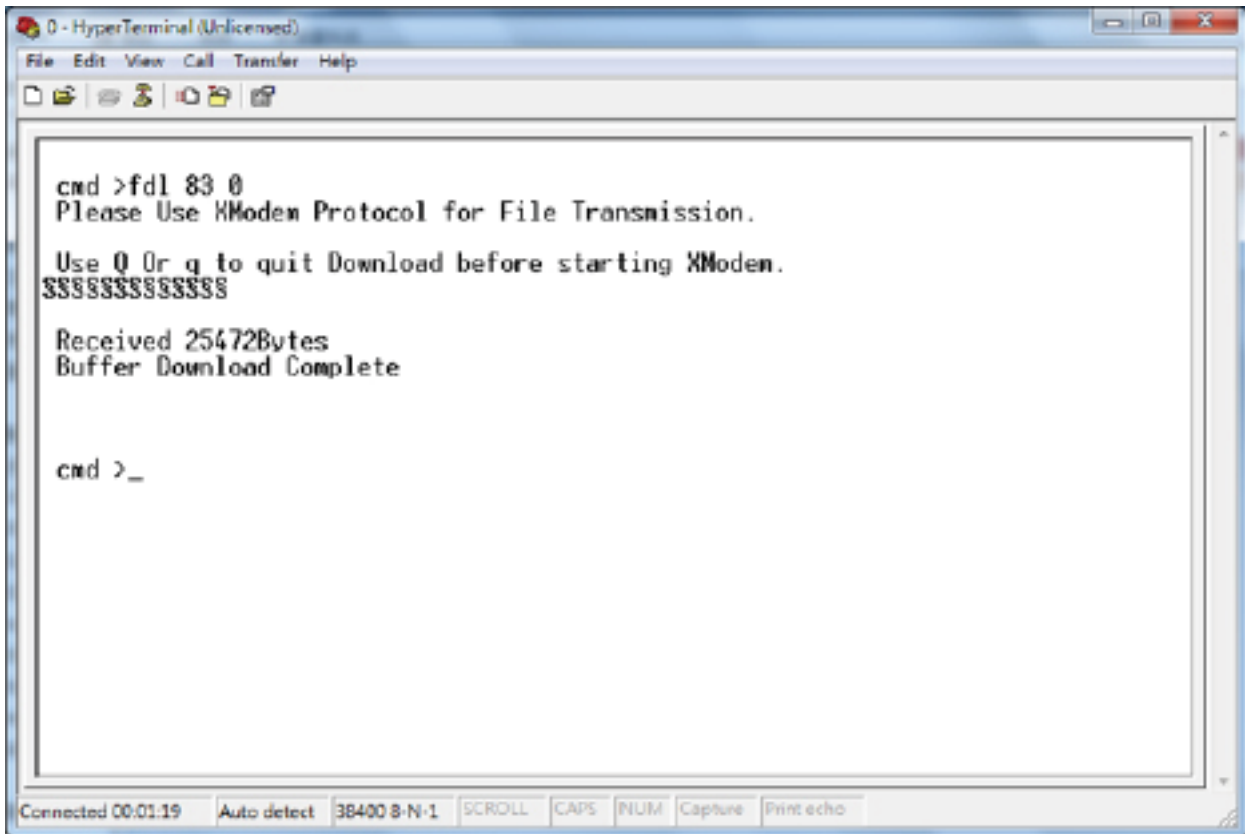 0 - HyperTerminal (Unlicensed)
File Edit View Call Transfer Help
cmd >fdl 83 0
Please Use XModem Protocol for File Transmission.
Use Q Or q to quit Download before starting XModem.
§§§§§§§§§§§§§
Received 25472Bytes
Buffer Download Complete
cmd >_
Connected 00:01:19 Auto detect 38400 8-N-1 SCROLL CAPS NUM Capture Print echo